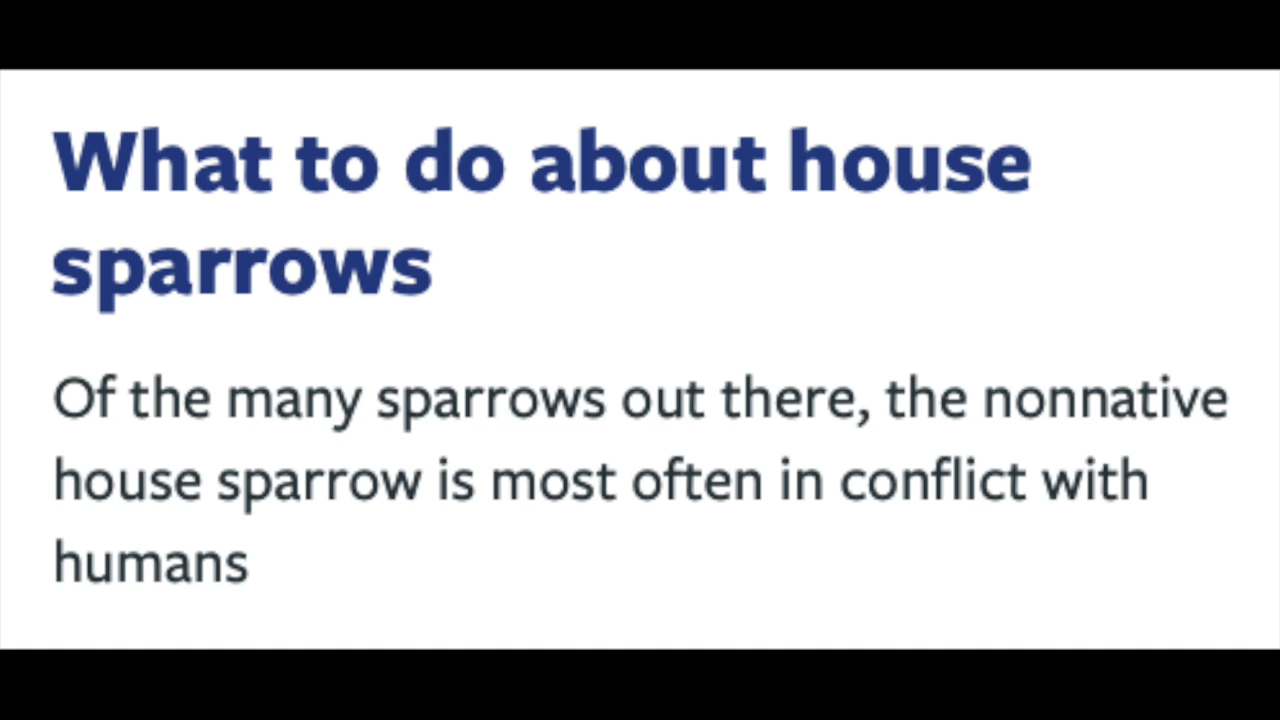 What to do about house
sparrows
Of the many sparrows out there, the nonnative
house sparrow is most often in conflict with
humans